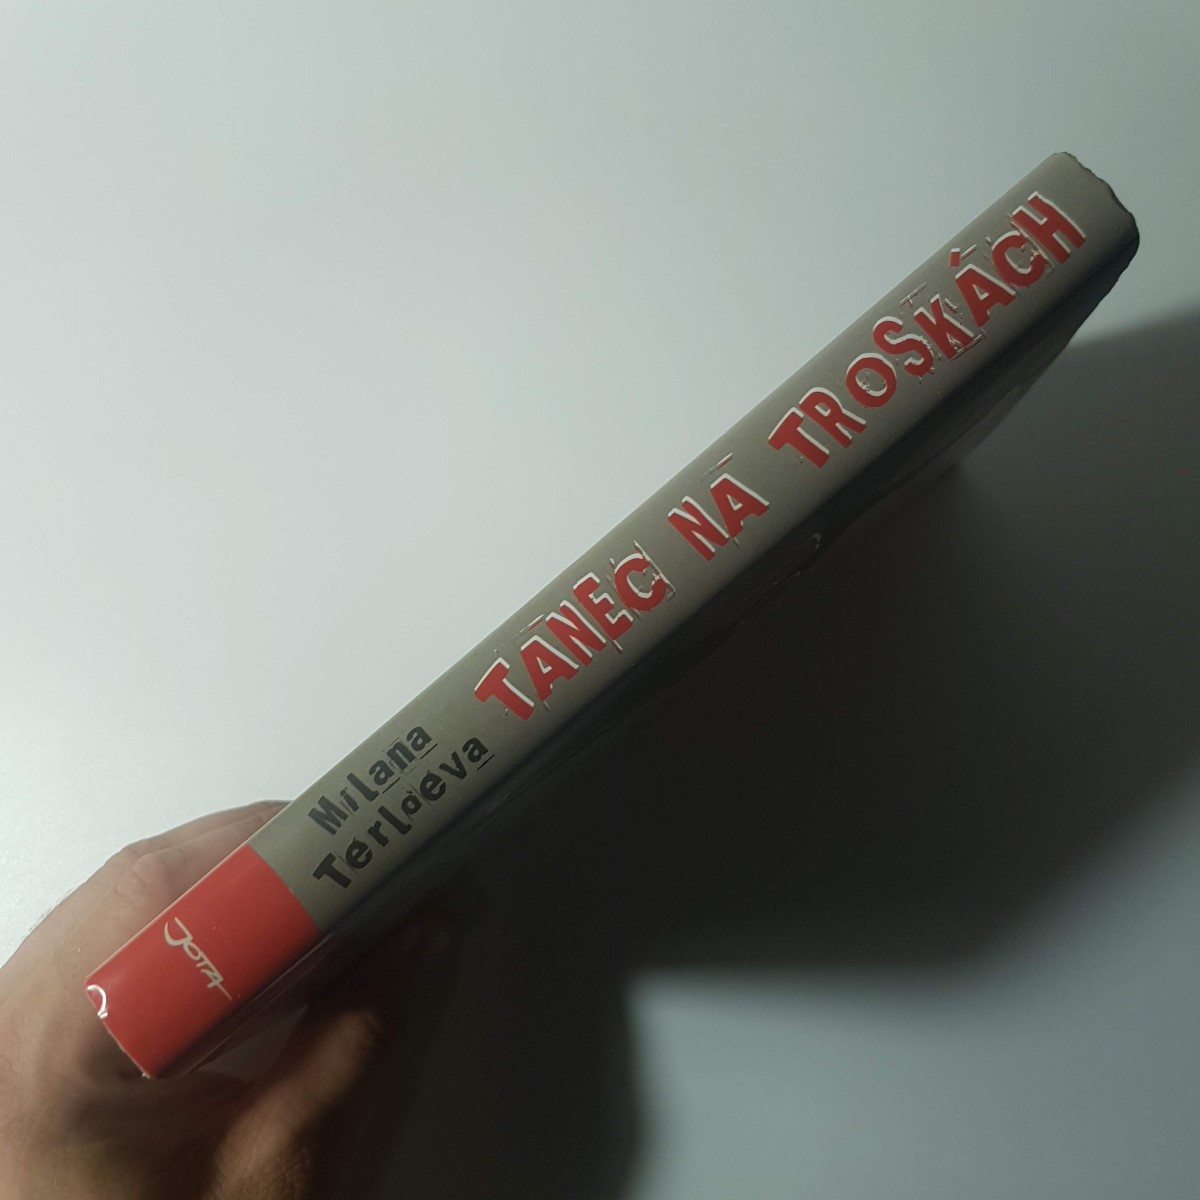 Milana
Terloeva
TANEC NA TROSKÁCH
JOTA